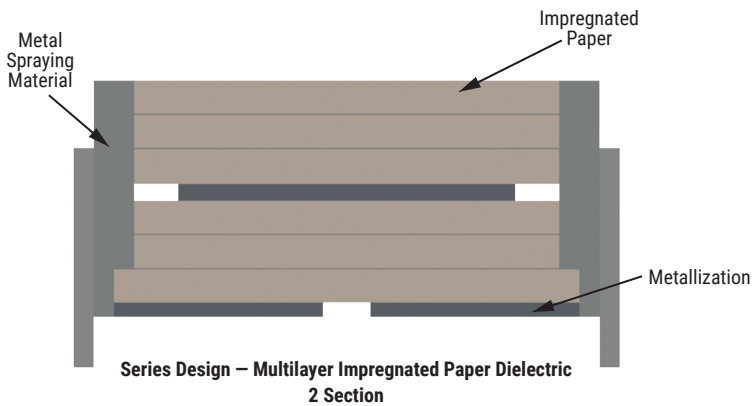 Impregnated
Paper
Metal
Spraying
Material
Metallization
Series Design — Multilayer Impregnated Paper Dielectric
2 Section